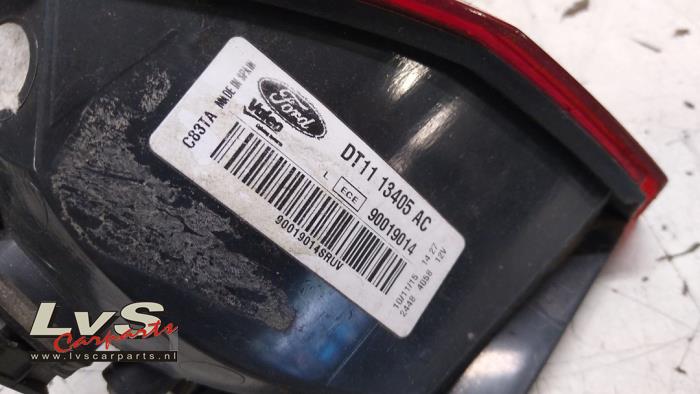 C83TA MADE IN SPAIN
Ford
Valeo
DT11 13405 AC
L ECE 90019014
90019014SRUV
10/11/15 14:27
2448 4058 12V
LvS
Carparts
www.lvscarparts.nl